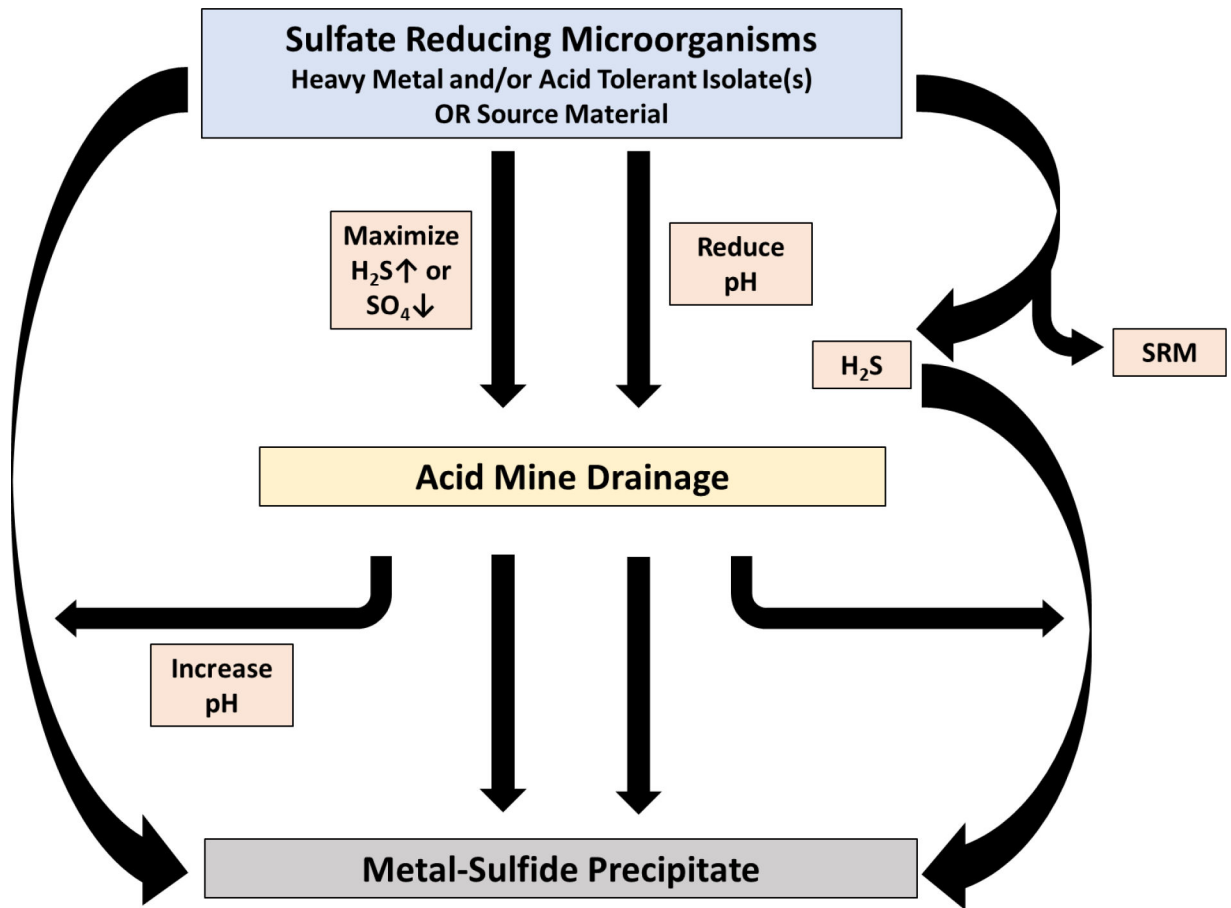 Sulfate Reducing Microorganisms
Heavy Metal and/or Acid Tolerant Isolate(s)
OR Source Material
Maximize
H₂S↑ or
SO₄↓
Reduce
pH
H₂S
SRM
Acid Mine Drainage
Increase
pH
Metal-Sulfide Precipitate